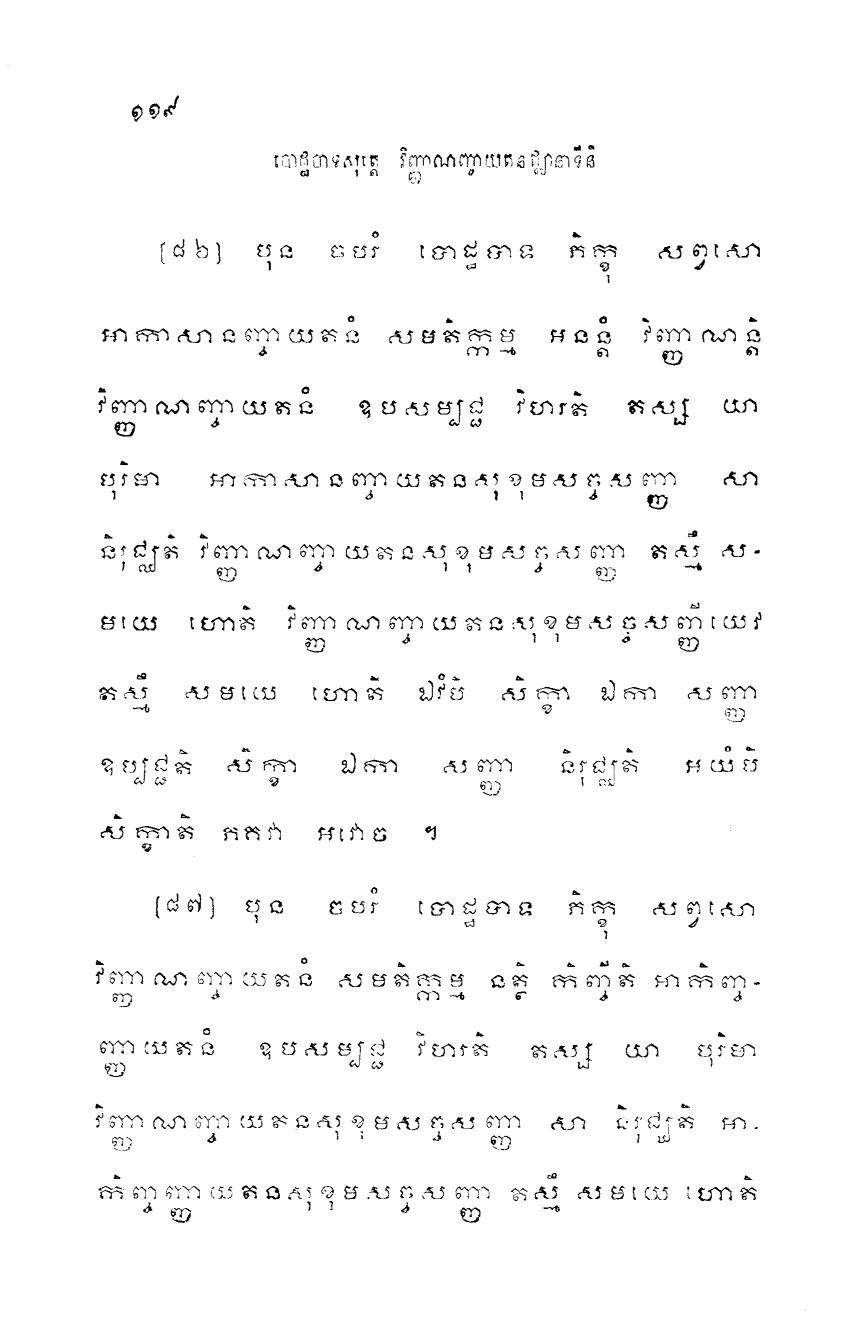 ១១៩
បោដ្ឋបាទសុត្តេ វិញ្ញាណញ្ចាយតនជ្ឈានាទីនិ
[៨៦] បុន ចបរំ បោដ្ឋបាទ ភិក្ខុ សព្វសោ
អាកាសានញ្ចាយតនំ សមតិក្កម្ម អនន្តំ វិញ្ញាណន្តិ
វិញ្ញាណញ្ចាយតនំ ឧបសម្បជ្ជ វិហរតិ តស្ស យា
បុរិមា អាកាសានញ្ចាយតនសុខុមសច្ចសញ្ញា សា
និរុជ្ឈតិ វិញ្ញាណញ្ចាយតនសុខុមសច្ចសញ្ញា តស្មឹ ស-
មយេ ហោតិ វិញ្ញាណញ្ចាយតនសុខុមសច្ចសញ្ញីយេវ
តស្មឹ សមយេ ហោតិ ឯវំបិ សិក្ខា ឯកា សញ្ញា
ឧប្បជ្ជតិ សិក្ខា ឯកា សញ្ញា និរុជ្ឈតិ អយំបិ
សិក្ខាតិ ភគវា អវោច ។
[៨៧] បុន ចបរំ បោដ្ឋបាទ ភិក្ខុ សព្វសោ
វិញ្ញាណញ្ចាយតនំ សមតិក្កម្ម នត្ថិ កិញ្ចីតិ អាកិញ្ច-
ញ្ញាយតនំ ឧបសម្បជ្ជ វិហរតិ តស្ស យា បុរិមា
វិញ្ញាណញ្ចាយតនសុខុមសច្ចសញ្ញា សា និរុជ្ឈតិ អា-
កិញ្ចញ្ញាយតនសុខុមសច្ចសញ្ញា តស្មឹ សមយេ ហោតិ